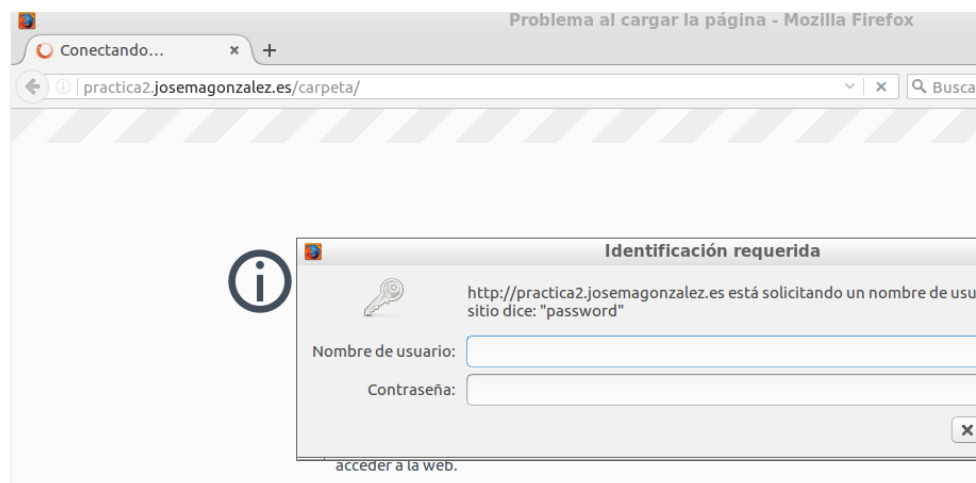 Problema al cargar la página - Mozilla Firefox
Conectando...
practica2.josemagonzalez.es/carpeta/
Busca
Identificación requerida
http://practica2.josemagonzalez.es está solicitando un nombre de usu
sitio dice: "password"
Nombre de usuario:
Contraseña:
acceder a la web.